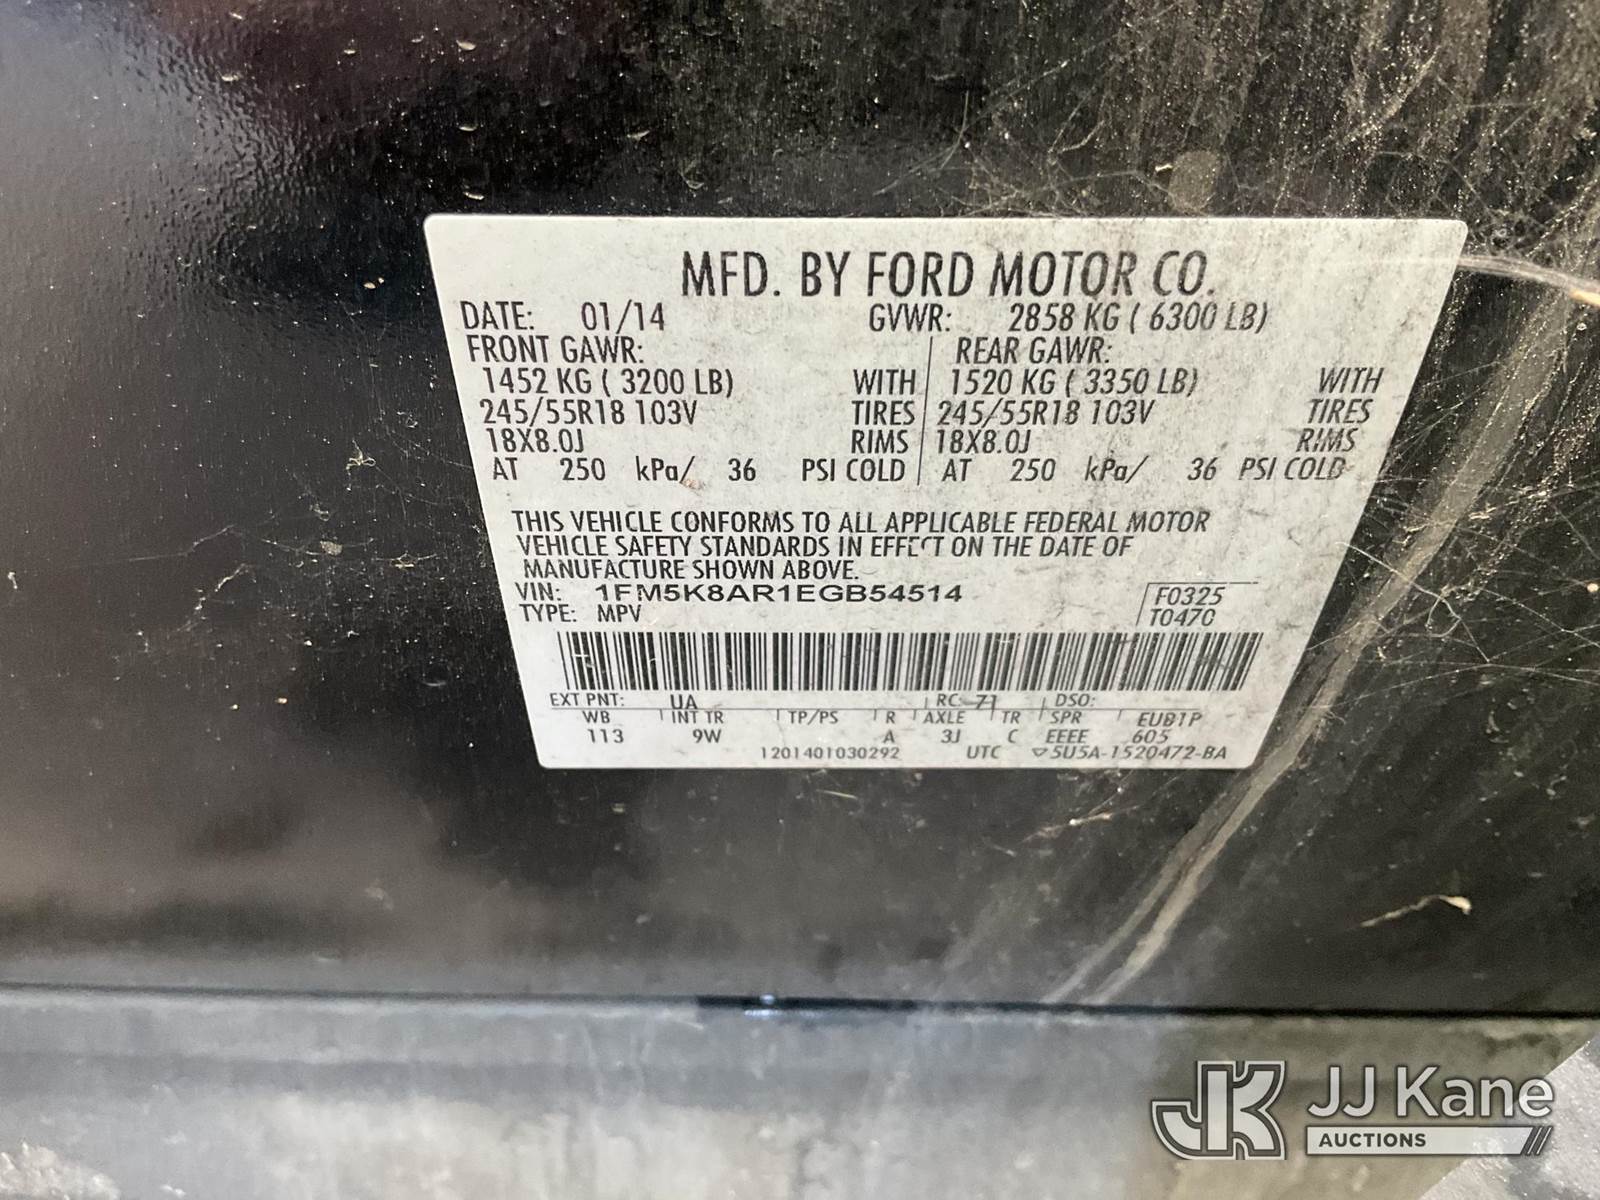 MFD. BY FORD MOTOR CO.
DATE: 01/14 GVWR: 2858 KG ( 6300 LB)
FRONT GAWR: REAR GAWR:
1452 KG ( 3200 LB) WITH 1520 KG ( 3350 LB) WITH
245/55R18 103V TIRES 245/55R18 103V TIRES
18X8.0J RIMS 18X8.0J RIMS
AT 250 kPa/ 36 PSI COLD AT 250 kPa/ 36 PSI COLD
THIS VEHICLE CONFORMS TO ALL APPLICABLE FEDERAL MOTOR
VEHICLE SAFETY STANDARDS IN EFFECT ON THE DATE OF
MANUFACTURE SHOWN ABOVE.
VIN: 1FM5K8AR1EGB54514 F0325
TYPE: MPV T0470
EXT PNT: UA RC: 71 DSO:
WB INT TR TP/PS R AXLE TR SPR EUB1P
113 9W A 3J C EEEE 605
1201401030292 UTC 5U5A-1520472-BA
JK JJ Kane
AUCTIONS